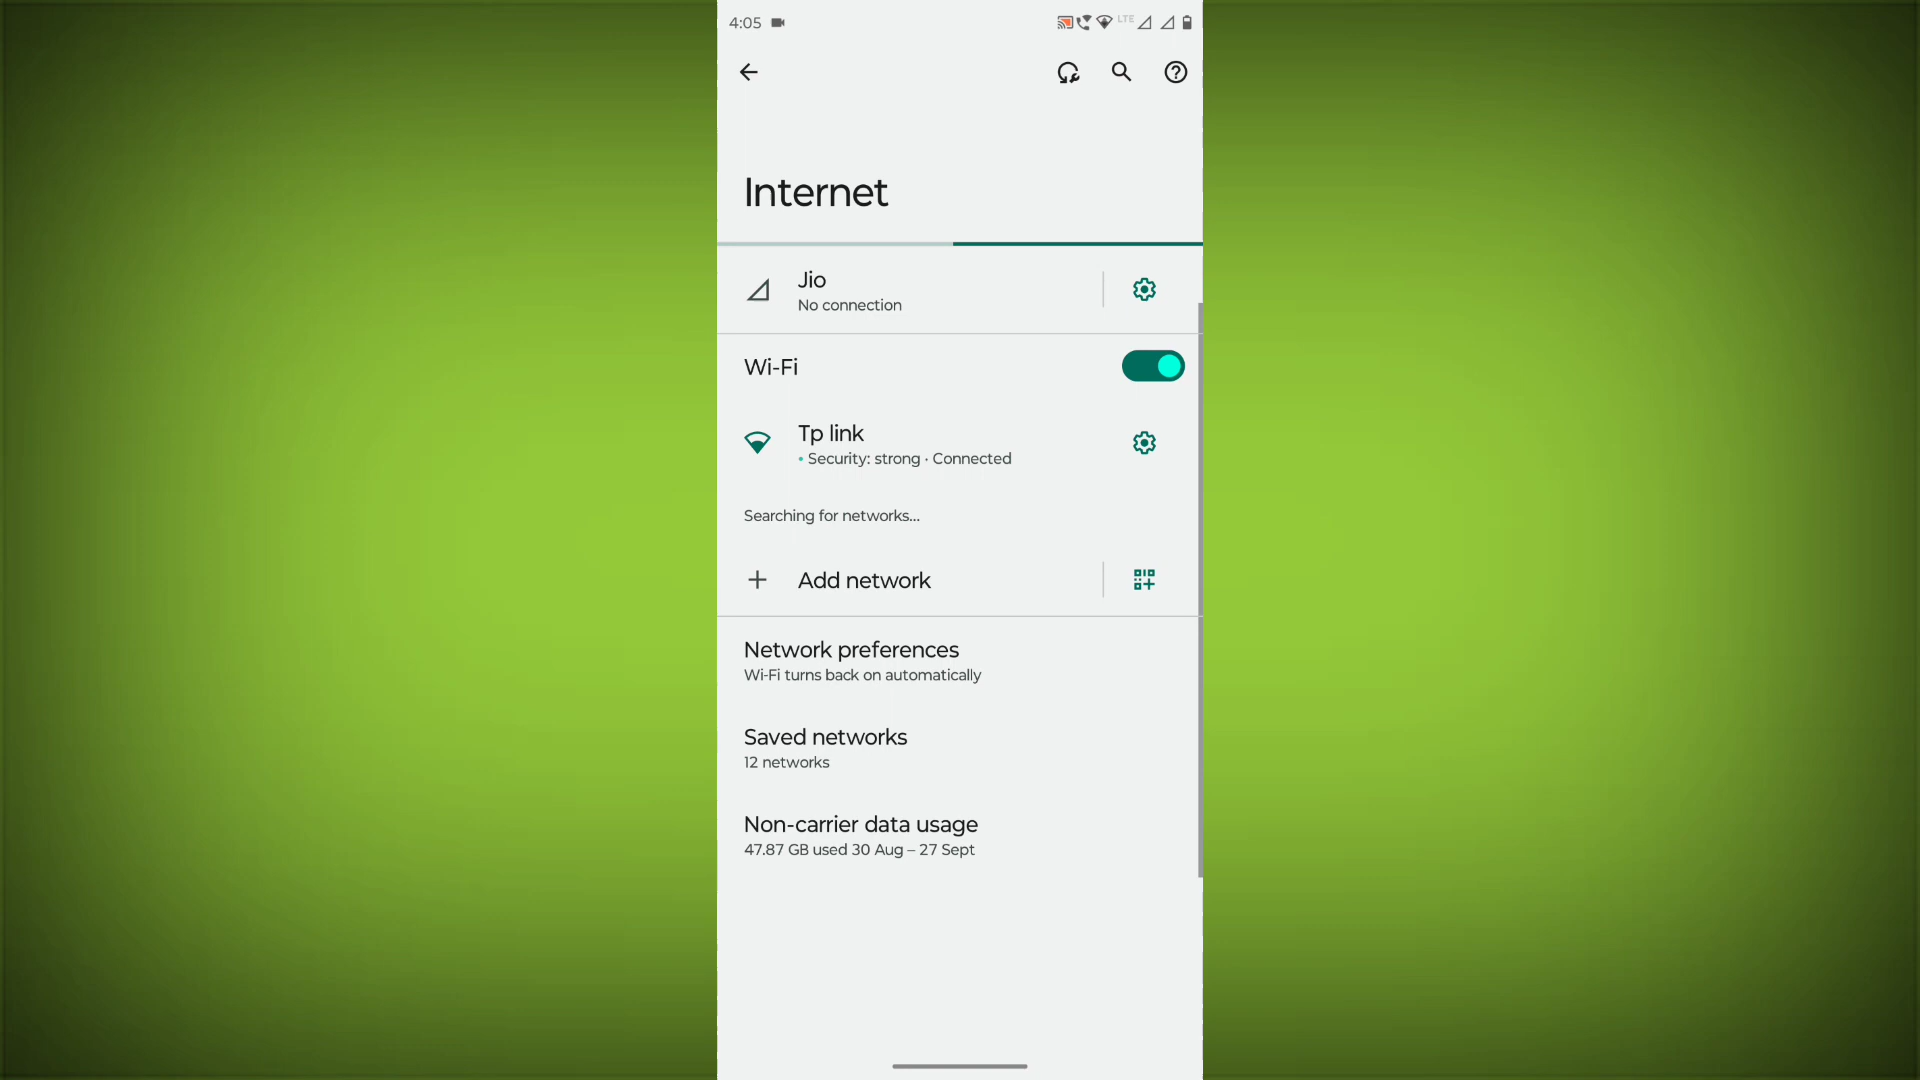 4:05
LTE
Internet
Jio
No connection
Wi-Fi
Tp link
• Security: strong · Connected
Searching for networks...
Add network
Network preferences
Wi-Fi turns back on automatically
Saved networks
12 networks
Non-carrier data usage
47.87 GB used 30 Aug – 27 Sept